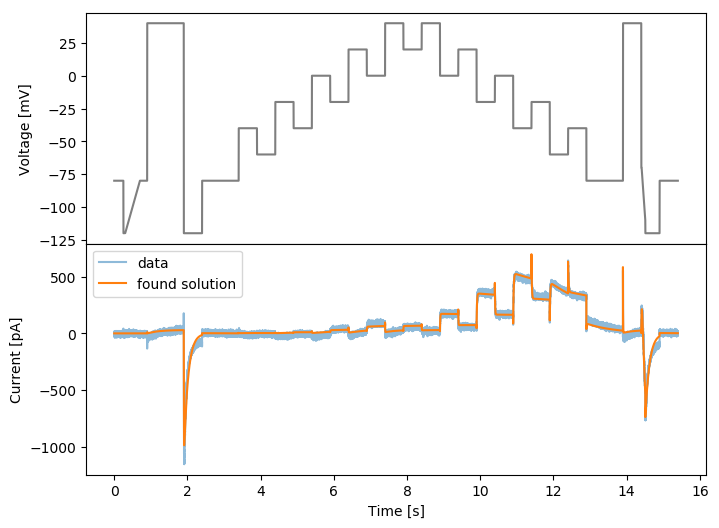 25
0
−25
−50
−75
−100
−125
Voltage [mV]
data
found solution
500
0
−500
−1000
Current [pA]
0 2 4 6 8 10 12 14 16
Time [s]